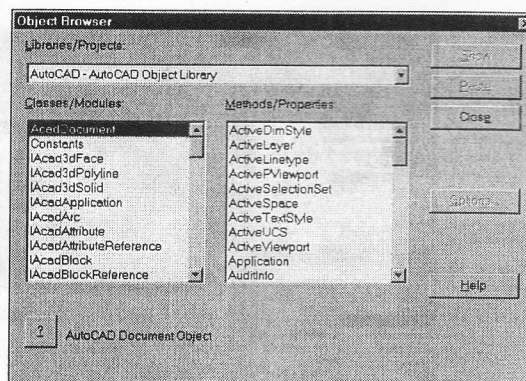 Object Browser
Libraries/Projects:
AutoCAD - AutoCAD Object Library
Classes/Modules:
AcadDocument
Constants
IAcad3dFace
IAcad3dPolyline
IAcad3dSolid
IAcadApplication
IAcadArc
IAcadAttribute
IAcadAttributeReference
IAcadBlock
IAcadBlockReference
Methods/Properties:
ActiveDimStyle
ActiveLayer
ActiveLinetype
ActivePViewport
ActiveSelectionSet
ActiveSpace
ActiveTextStyle
ActiveUCS
ActiveViewport
Application
AuditInfo
Show
Paste
Close
Options...
Help
?
AutoCAD Document Object